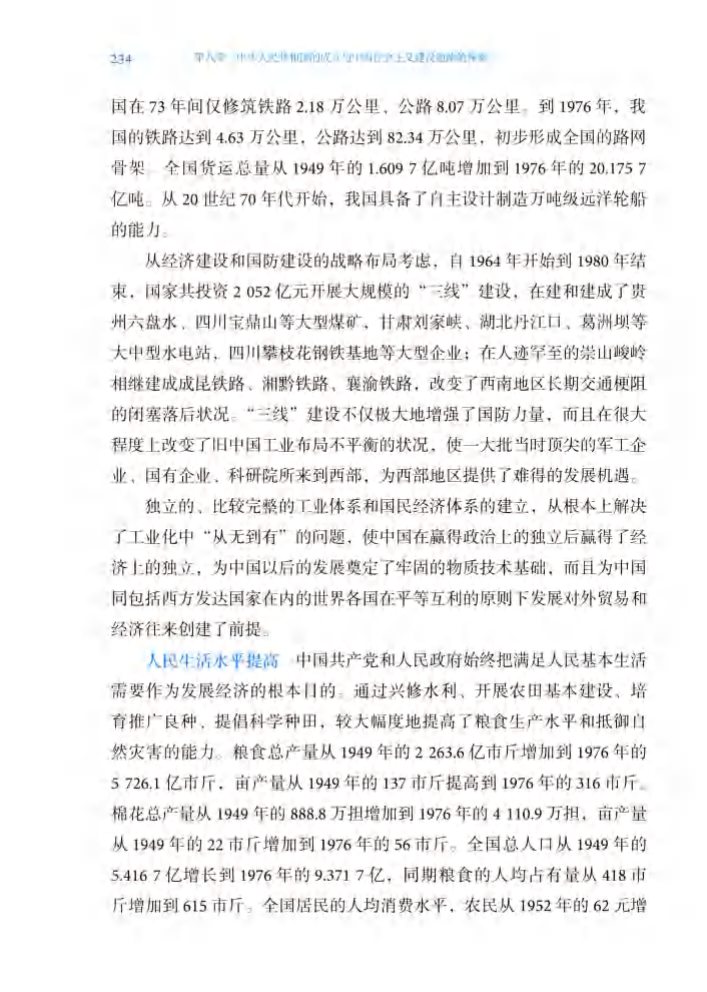 234 第八章 中华人民共和国的成立与中国社会主义建设道路的探索
国在 73 年间仅修筑铁路 2.18 万公里、公路 8.07 万公里。到 1976 年，我
国的铁路达到 4.63 万公里，公路达到 82.34 万公里，初步形成全国的路网
骨架。全国货运总量从 1949 年的 1.609 7 亿吨增加到 1976 年的 20.175 7
亿吨。从 20 世纪 70 年代开始，我国具备了自主设计制造万吨级远洋轮船
的能力。
从经济建设和国防建设的战略布局考虑，自 1964 年开始到 1980 年结
束，国家共投资 2 052 亿元开展大规模的“三线”建设，在建和建成了贵
州六盘水、四川宝鼎山等大型煤矿，甘肃刘家峡、湖北丹江口、葛洲坝等
大中型水电站，四川攀枝花钢铁基地等大型企业；在人迹罕至的崇山峻岭
相继建成成昆铁路、湘黔铁路、襄渝铁路，改变了西南地区长期交通梗阻
的闭塞落后状况。“三线”建设不仅极大地增强了国防力量，而且在很大
程度上改变了旧中国工业布局不平衡的状况，使一大批当时顶尖的军工企
业、国有企业、科研院所来到西部，为西部地区提供了难得的发展机遇。
独立的、比较完整的工业体系和国民经济体系的建立，从根本上解决
了工业化中“从无到有”的问题，使中国在赢得政治上的独立后赢得了经
济上的独立，为中国以后的发展奠定了牢固的物质技术基础，而且为中国
同包括西方发达国家在内的世界各国在平等互利的原则下发展对外贸易和
经济往来创建了前提。
人民生活水平提高 中国共产党和人民政府始终把满足人民基本生活
需要作为发展经济的根本目的。通过兴修水利、开展农田基本建设、培
育推广良种、提倡科学种田，较大幅度地提高了粮食生产水平和抵御自
然灾害的能力。粮食总产量从 1949 年的 2 263.6 亿市斤增加到 1976 年的
5 726.1 亿市斤，亩产量从 1949 年的 137 市斤提高到 1976 年的 316 市斤。
棉花总产量从 1949 年的 888.8 万担增加到 1976 年的 4 110.9 万担，亩产量
从 1949 年的 22 市斤增加到 1976 年的 56 市斤。全国总人口从 1949 年的
5.416 7 亿增长到 1976 年的 9.371 7 亿，同期粮食的人均占有量从 418 市
斤增加到 615 市斤。全国居民的人均消费水平，农民从 1952 年的 62 元增